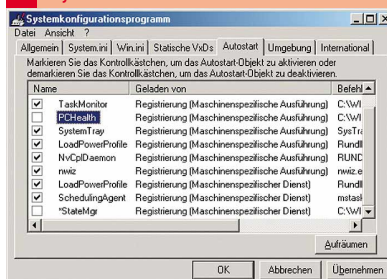 Systemkonfigurationsprogramm
Datei Ansicht ?
Allgemein System.ini Win.ini Statische VxDs Autostart Umgebung International
Markieren Sie das Kontrollkästchen, um das Autostart-Objekt zu aktivieren oder
demarkieren Sie das Kontrollkästchen, um das Autostart-Objekt zu deaktivieren.
Name Geladen von Befehl
TaskMonitor Registrierung (Maschinenspezifische Ausführung) C:\WI
PCHealth Registrierung (Maschinenspezifische Ausführung) C:\WI
SystemTray Registrierung (Maschinenspezifische Ausführung) SysTra
LoadPowerProfile Registrierung (Maschinenspezifische Ausführung) Rundll
NvCplDaemon Registrierung (Maschinenspezifische Ausführung) RUND
nwiz Registrierung (Maschinenspezifische Ausführung) nwiz.e
LoadPowerProfile Registrierung (Maschinenspezifischer Dienst) Rundll
SchedulingAgent Registrierung (Maschinenspezifischer Dienst) mstask
*StateMgr Registrierung (Maschinenspezifischer Dienst) C:\WI
Aufräumen
OK Abbrechen Übernehmen